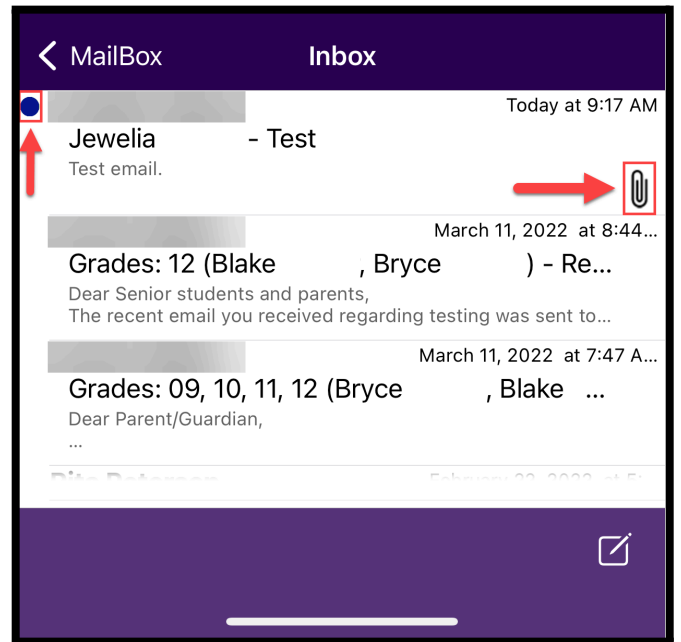 MailBox
Inbox
Today at 9:17 AM
Jewelia - Test
Test email.
March 11, 2022 at 8:44...
Grades: 12 (Blake , Bryce ) - Re...
Dear Senior students and parents,
The recent email you received regarding testing was sent to...
March 11, 2022 at 7:47 A...
Grades: 09, 10, 11, 12 (Bryce , Blake ...
Dear Parent/Guardian,
...